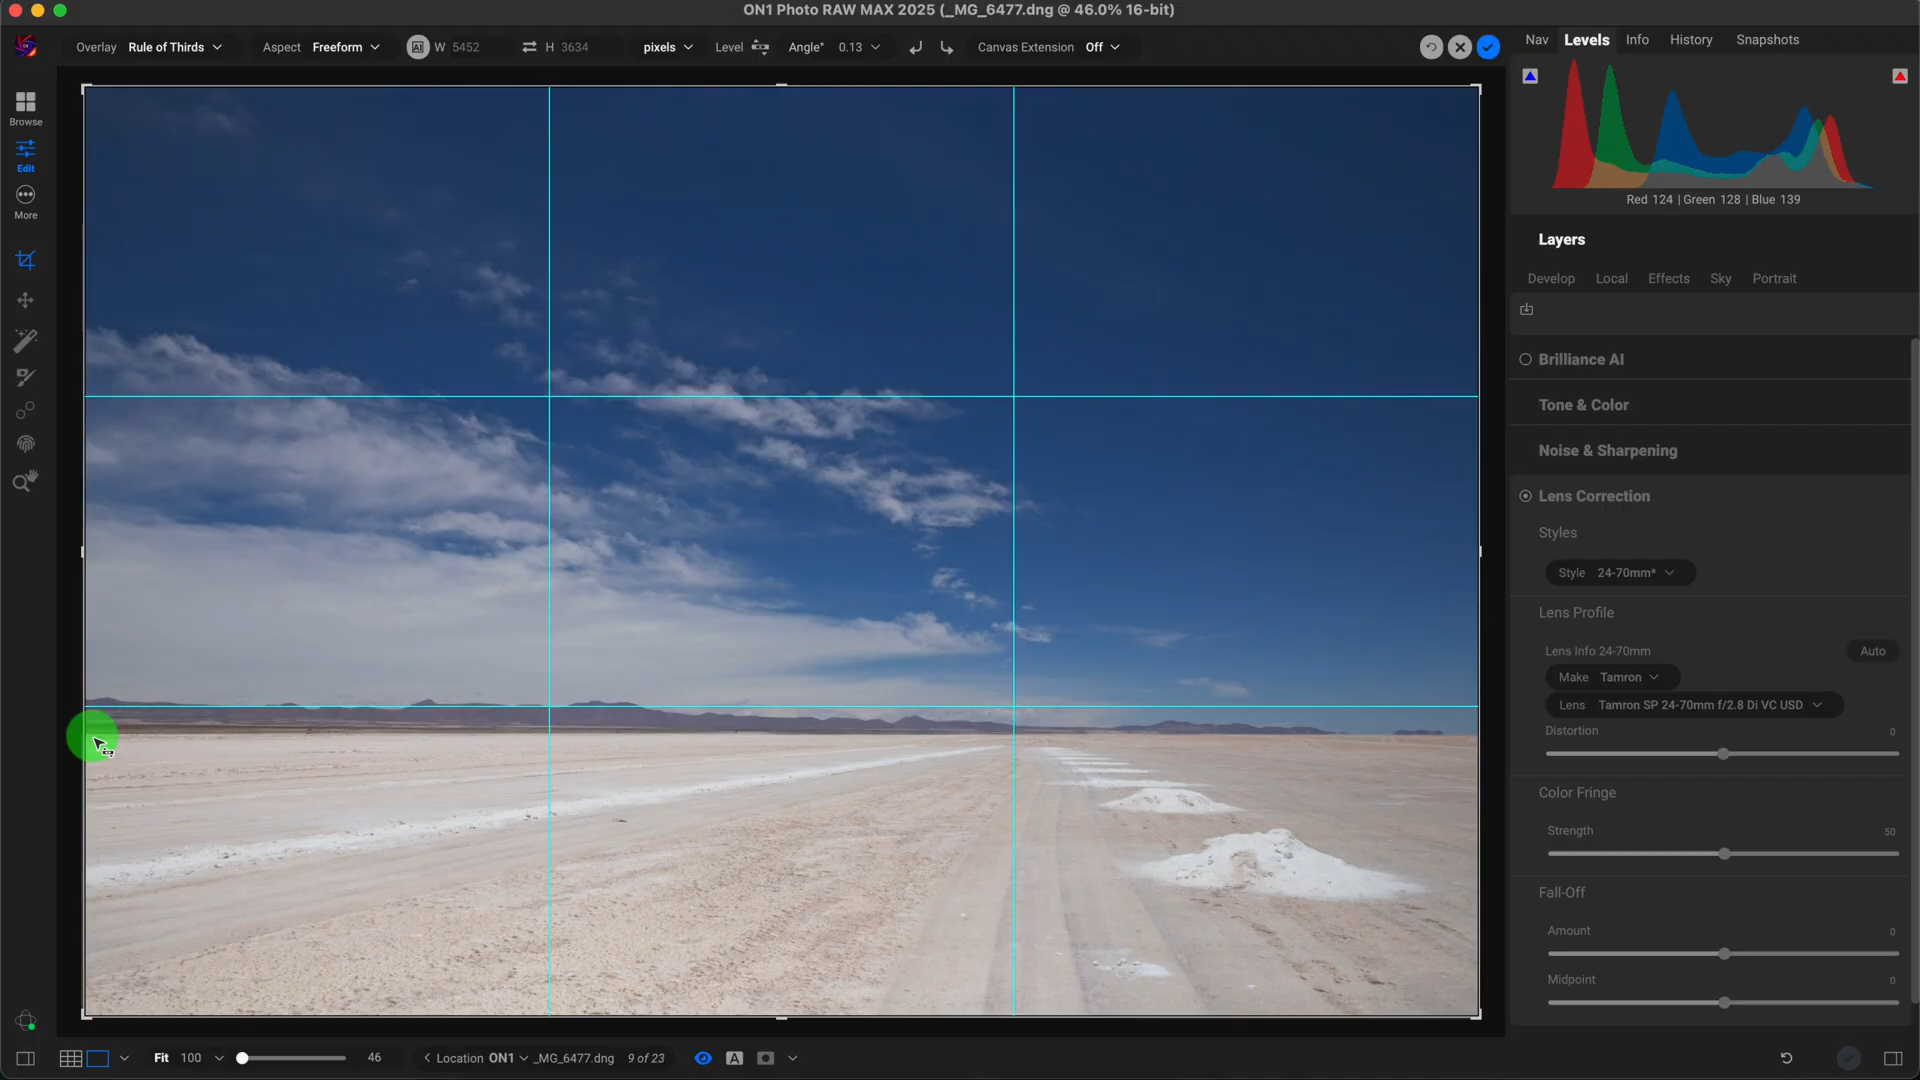 ON1 Photo RAW MAX 2025 (_MG_6477.dng @ 46.0% 16-bit)
Overlay Rule of Thirds Aspect Freeform AI W 5452 H 3634 pixels Level Angle° 0.13 Canvas Extension Off
Nav Levels Info History Snapshots
Browse
Edit
More
Red 124 | Green 128 | Blue 139
Layers
Develop Local Effects Sky Portrait
Brilliance AI
Tone & Color
Noise & Sharpening
Lens Correction
Styles
Style 24-70mm*
Lens Profile
Lens Info 24-70mm Auto
Make Tamron
Lens Tamron SP 24-70mm f/2.8 Di VC USD
Distortion 0
Color Fringe
Strength 50
Fall-Off
Amount 0
Midpoint 0
Fit 100 46 Location ON1 _MG_6477.dng 9 of 23 A